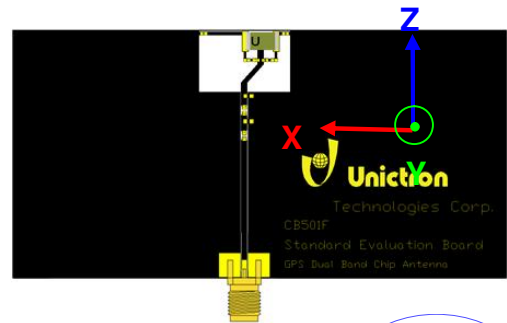 Z
U
X
Y
Unictron
Technologies Corp.
CB501F
Standard Evaluation Board
GPS Dual Band Chip Antenna